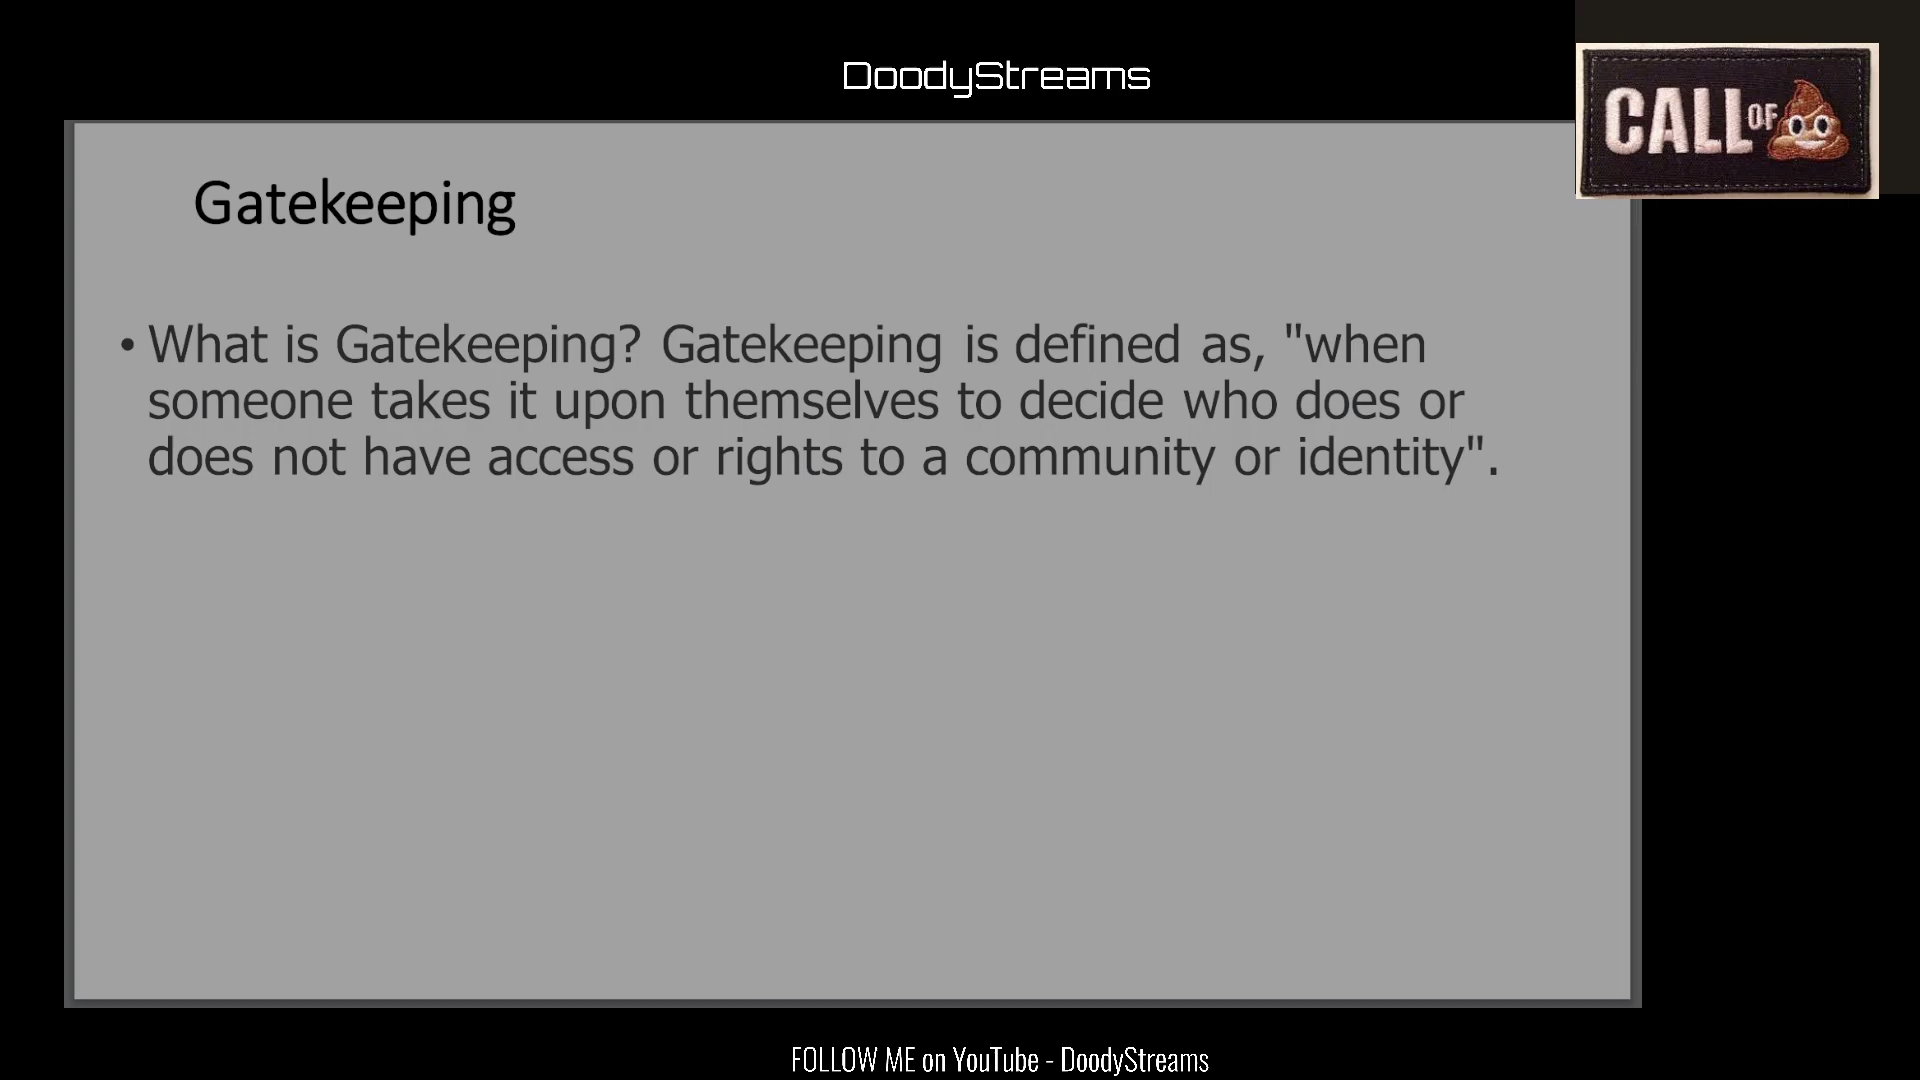 DoodyStreams
CALL OF
Gatekeeping
• What is Gatekeeping? Gatekeeping is defined as, "when
someone takes it upon themselves to decide who does or
does not have access or rights to a community or identity".
FOLLOW ME on YouTube - DoodyStreams